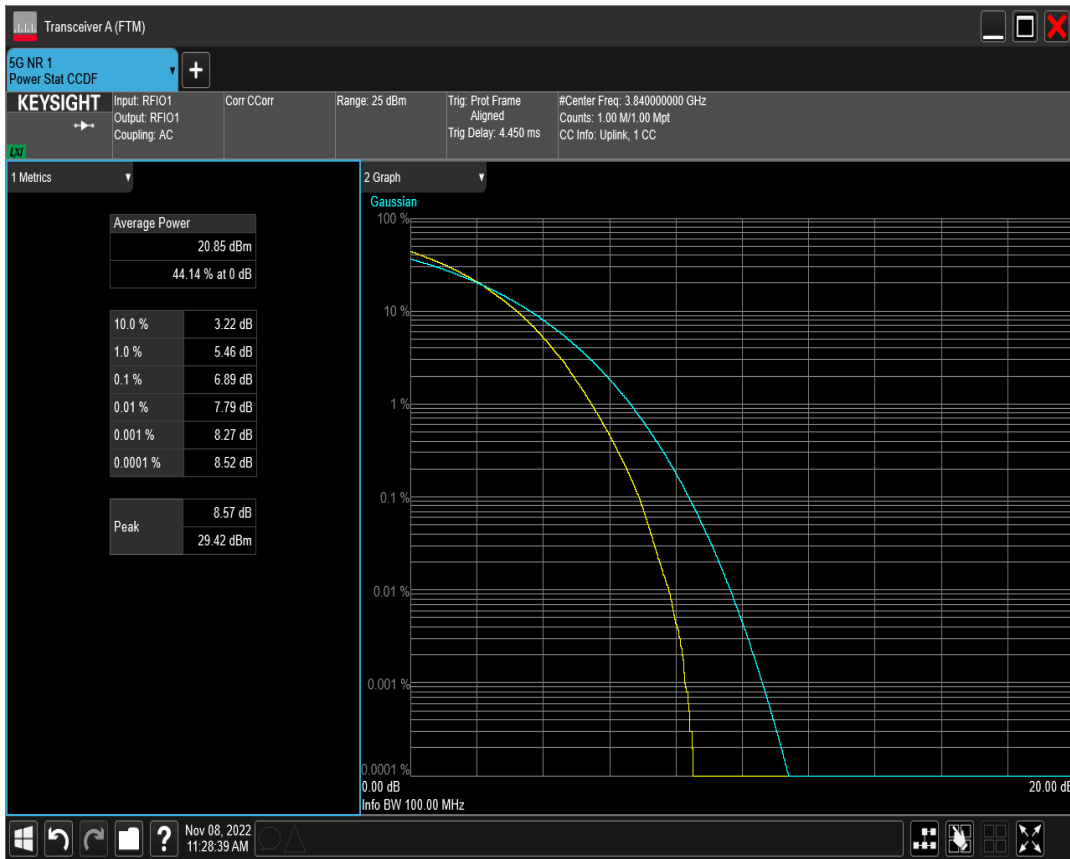 Transceiver A (FTM)
5G NR 1
Power Stat CCDF
KEYSIGHT
LXI
Input: RFIO1
Output: RFIO1
Coupling: AC
Corr CCorr
Range: 25 dBm
Trig: Prot Frame
Aligned
Trig Delay: 4.450 ms
#Center Freq: 3.840000000 GHz
Counts: 1.00 M/1.00 Mpt
CC Info: Uplink, 1 CC
1 Metrics
Average Power
20.85 dBm
44.14 % at 0 dB
10.0 % 3.22 dB
1.0 % 5.46 dB
0.1 % 6.89 dB
0.01 % 7.79 dB
0.001 % 8.27 dB
0.0001 % 8.52 dB
Peak
8.57 dB
29.42 dBm
2 Graph
Gaussian
100 %
10 %
1 %
0.1 %
0.01 %
0.001 %
0.0001 %
0.00 dB 20.00 dB
Info BW 100.00 MHz
? Nov 08, 2022
11:28:39 AM